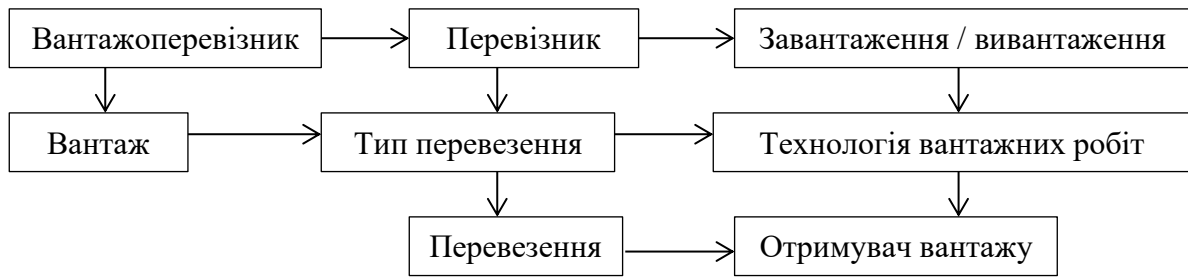 Вантажоперевізник
Перевізник
Завантаження / вивантаження
Вантаж
Тип перевезення
Технологія вантажних робіт
Перевезення
Отримувач вантажу